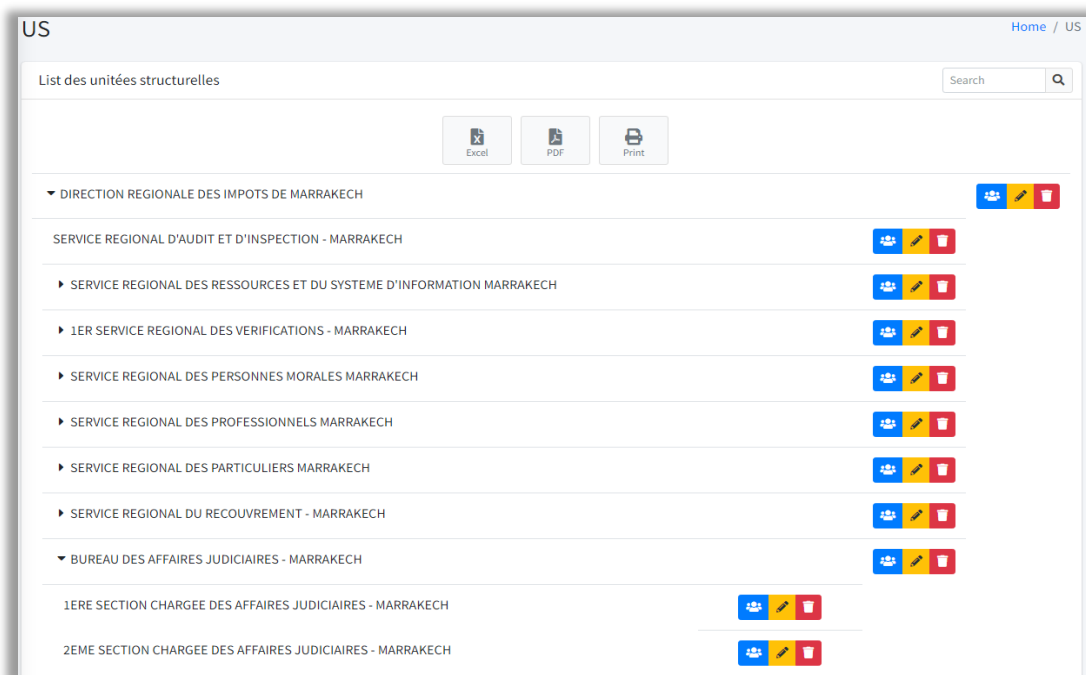 US
Home / US
List des unitées structurelles
Search
Excel
PDF
Print
DIRECTION REGIONALE DES IMPOTS DE MARRAKECH
SERVICE REGIONAL D'AUDIT ET D'INSPECTION - MARRAKECH
SERVICE REGIONAL DES RESSOURCES ET DU SYSTEME D'INFORMATION MARRAKECH
1ER SERVICE REGIONAL DES VERIFICATIONS - MARRAKECH
SERVICE REGIONAL DES PERSONNES MORALES MARRAKECH
SERVICE REGIONAL DES PROFESSIONNELS MARRAKECH
SERVICE REGIONAL DES PARTICULIERS MARRAKECH
SERVICE REGIONAL DU RECOUVREMENT - MARRAKECH
BUREAU DES AFFAIRES JUDICIAIRES - MARRAKECH
1ERE SECTION CHARGEE DES AFFAIRES JUDICIAIRES - MARRAKECH
2EME SECTION CHARGEE DES AFFAIRES JUDICIAIRES - MARRAKECH